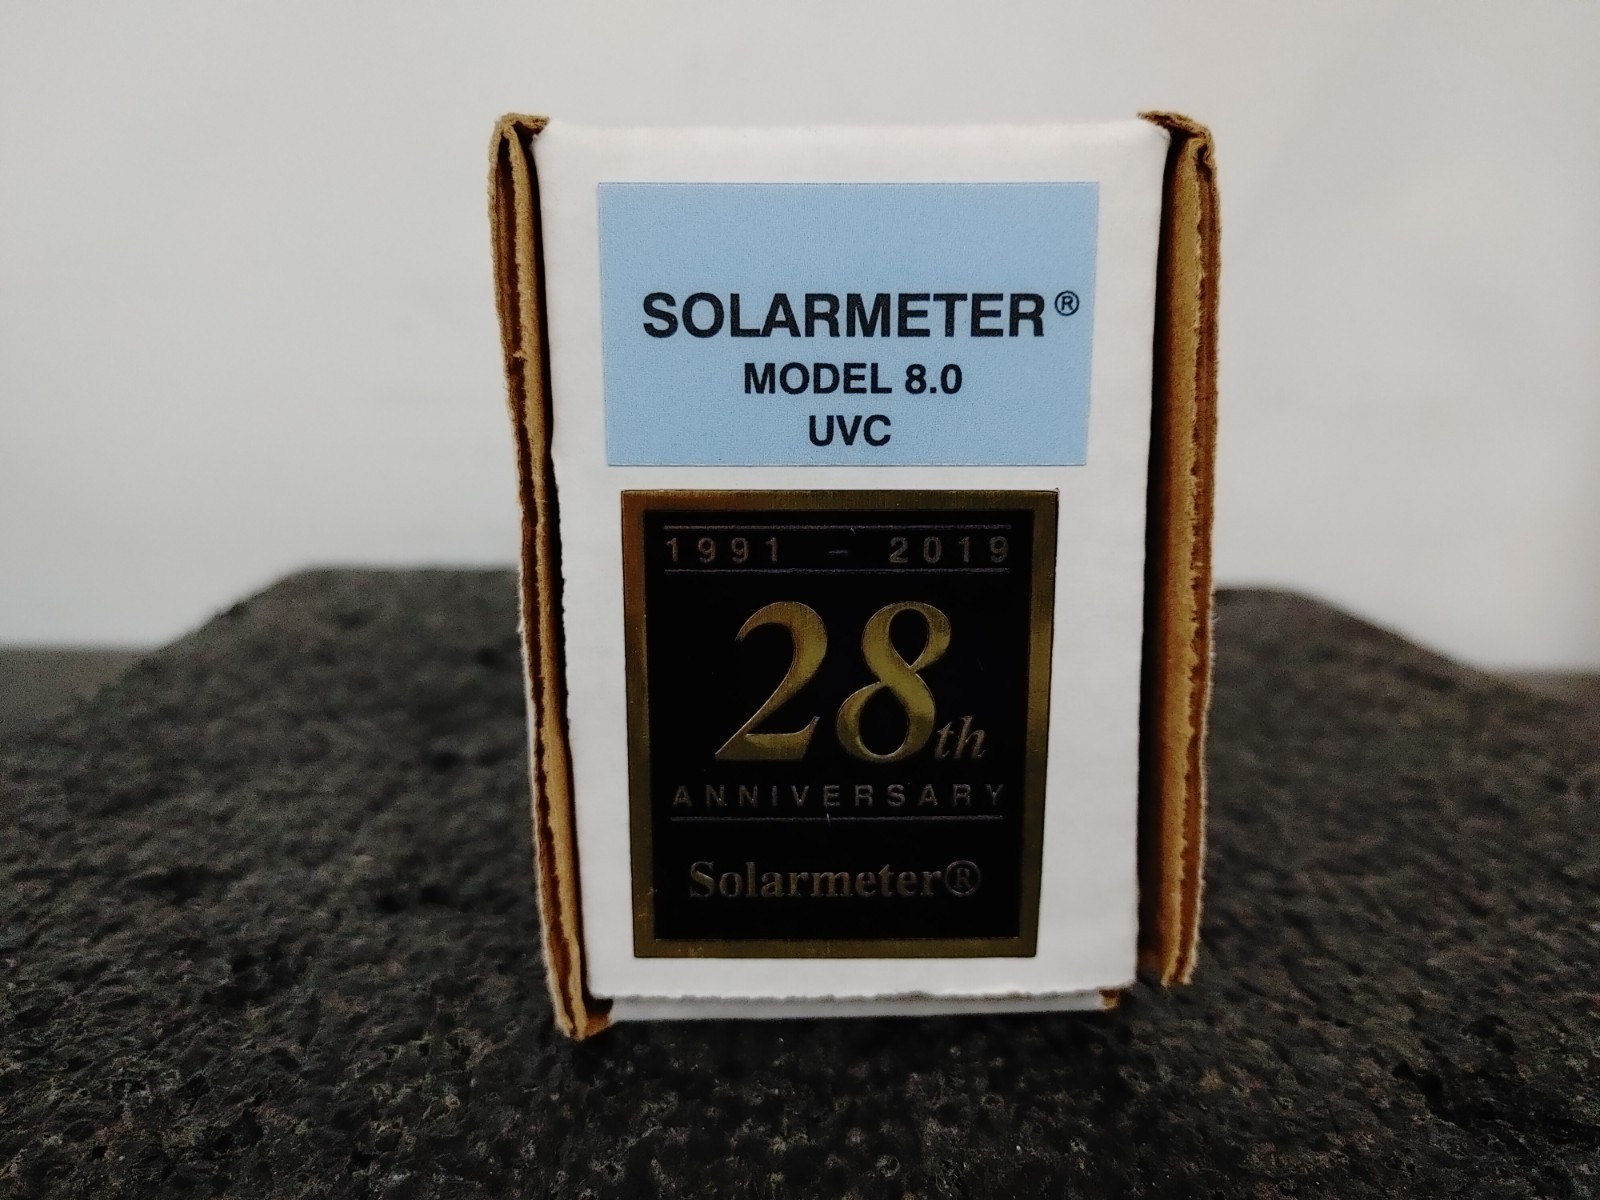 SOLARMETER®
MODEL 8.0
UVC
1991 - 2019
28th
ANNIVERSARY
Solarmeter®